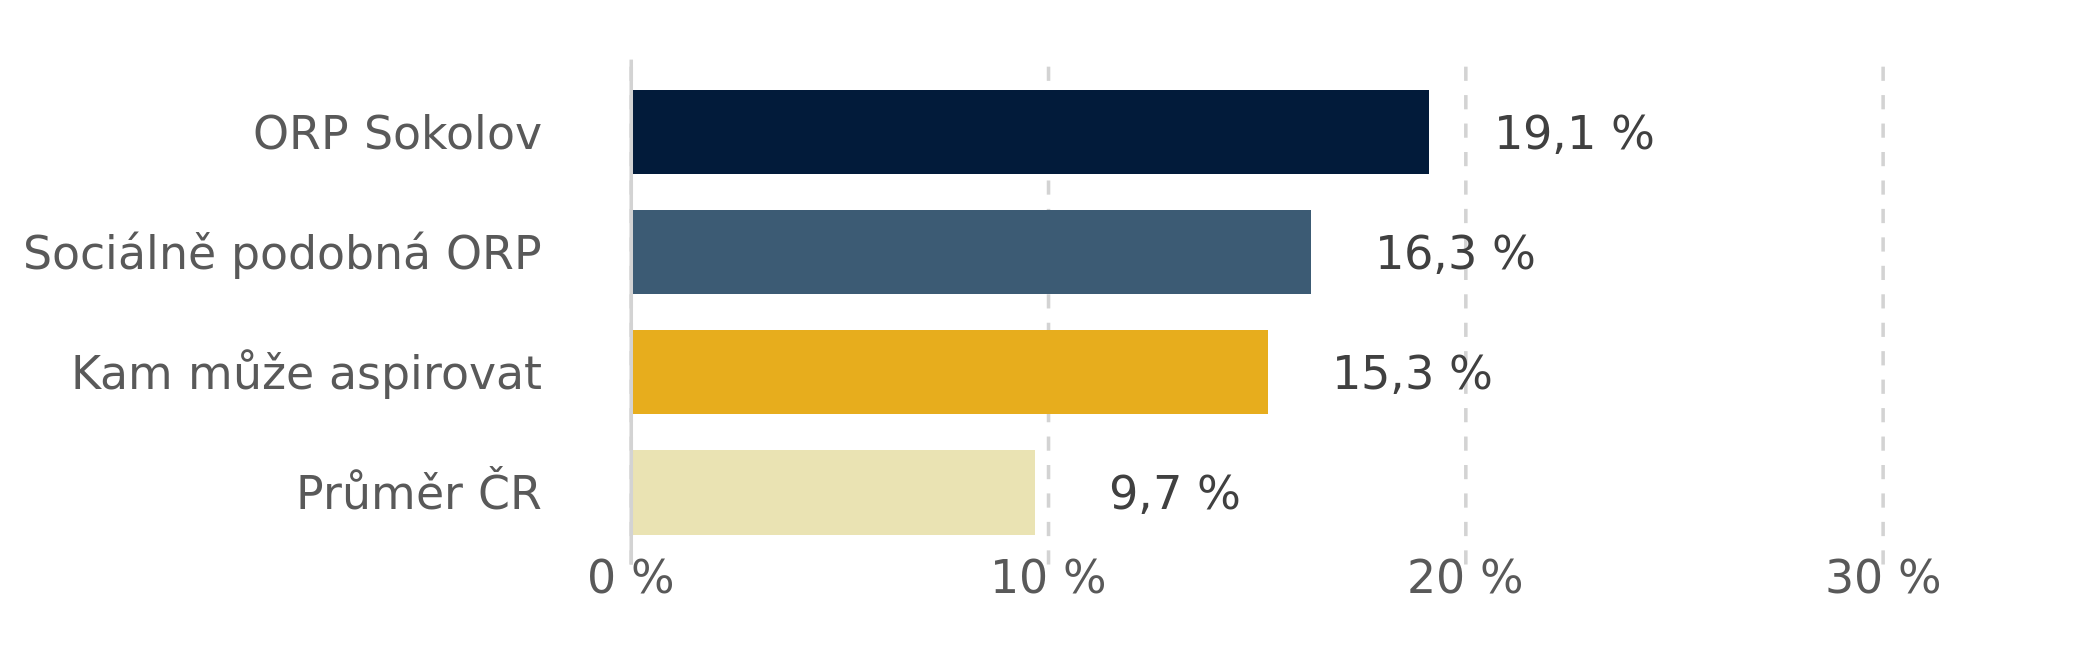 ORP Sokolov 19,1 %
Sociálně podobná ORP 16,3 %
Kam může aspirovat 15,3 %
Průměr ČR 9,7 %
0 % 10 % 20 % 30 %